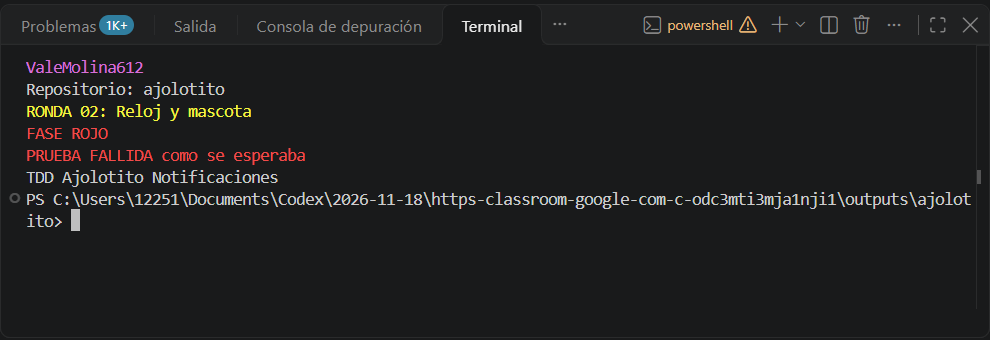 Problemas 1K+ Salida Consola de depuración Terminal ··· powershell ···
ValeMolina612
Repositorio: ajolotito
RONDA 02: Reloj y mascota
FASE ROJO
PRUEBA FALLIDA como se esperaba
TDD Ajolotito Notificaciones
PS C:\Users\12251\Documents\Codex\2026-11-18\https-classroom-google-com-c-odc3mti3mja1nji1\outputs\ajolot
ito>